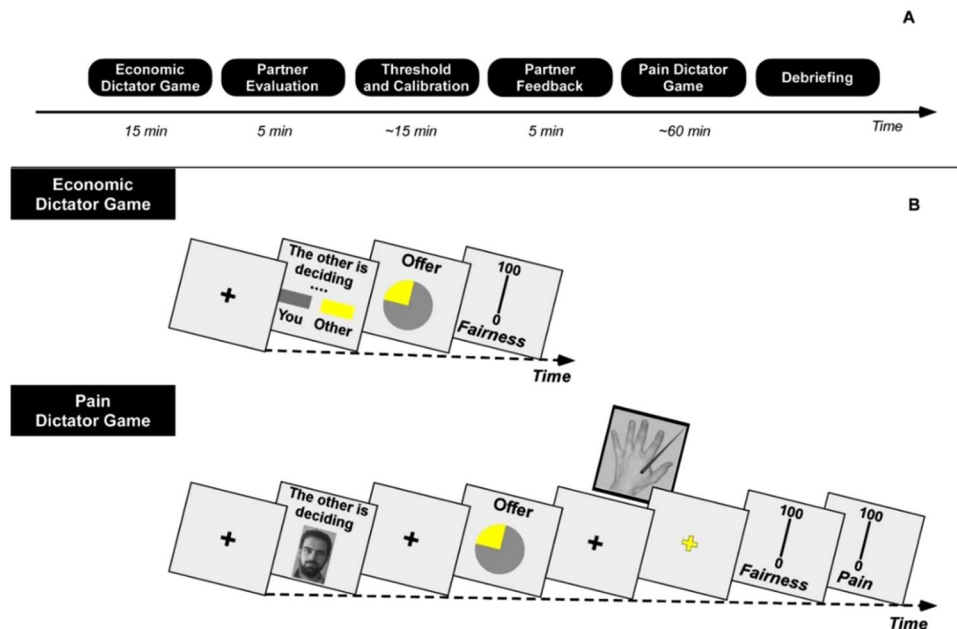 A
Economic
Dictator Game
Partner
Evaluation
Threshold
and Calibration
Partner
Feedback
Pain Dictator
Game
Debriefing
15 min
5 min
~15 min
5 min
~60 min
Time
Economic
Dictator Game
B
+
The other is
deciding
....
You
Other
Offer
100
0
Fairness
Time
Pain
Dictator Game
+
The other is
deciding
+
Offer
+
+
100
0
Fairness
100
0
Pain
Time